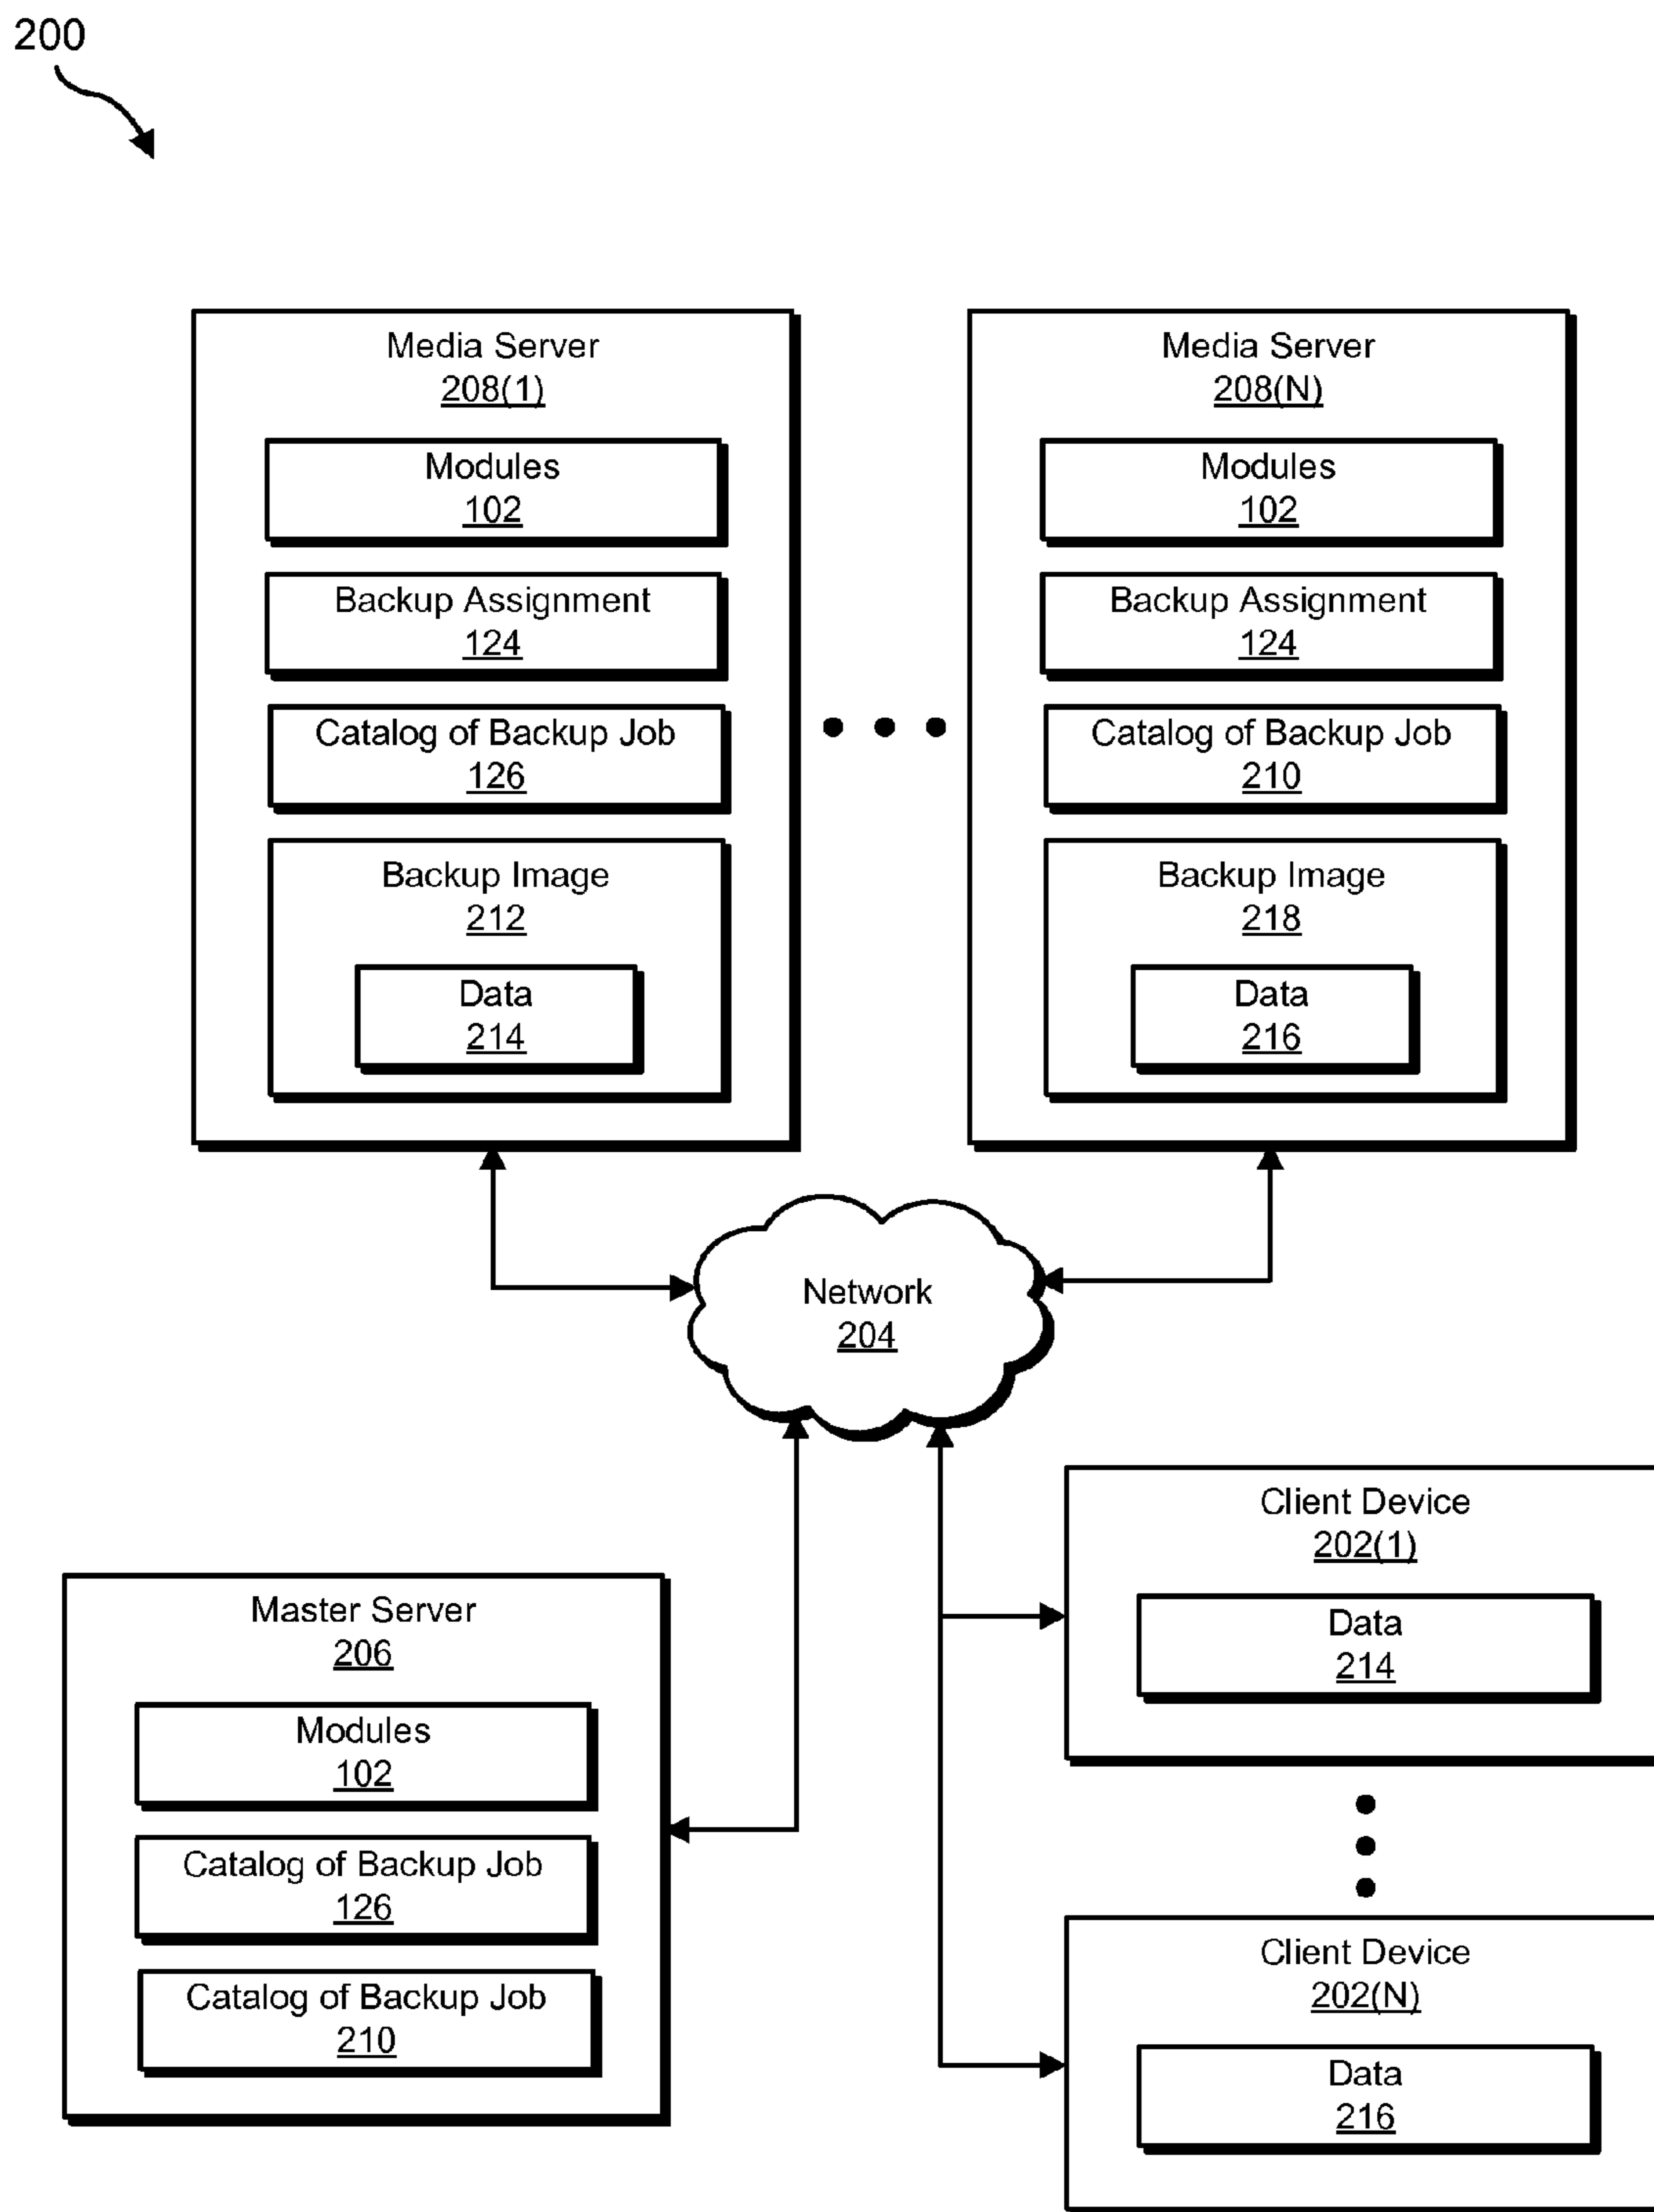 200
Media Server
208(1)
Modules
102
Backup Assignment
124
Catalog of Backup Job
126
Backup Image
212
Data
214
Media Server
208(N)
Modules
102
Backup Assignment
124
Catalog of Backup Job
210
Backup Image
218
Data
216
Network
204
Master Server
206
Modules
102
Catalog of Backup Job
126
Catalog of Backup Job
210
Client Device
202(1)
Data
214
Client Device
202(N)
Data
216